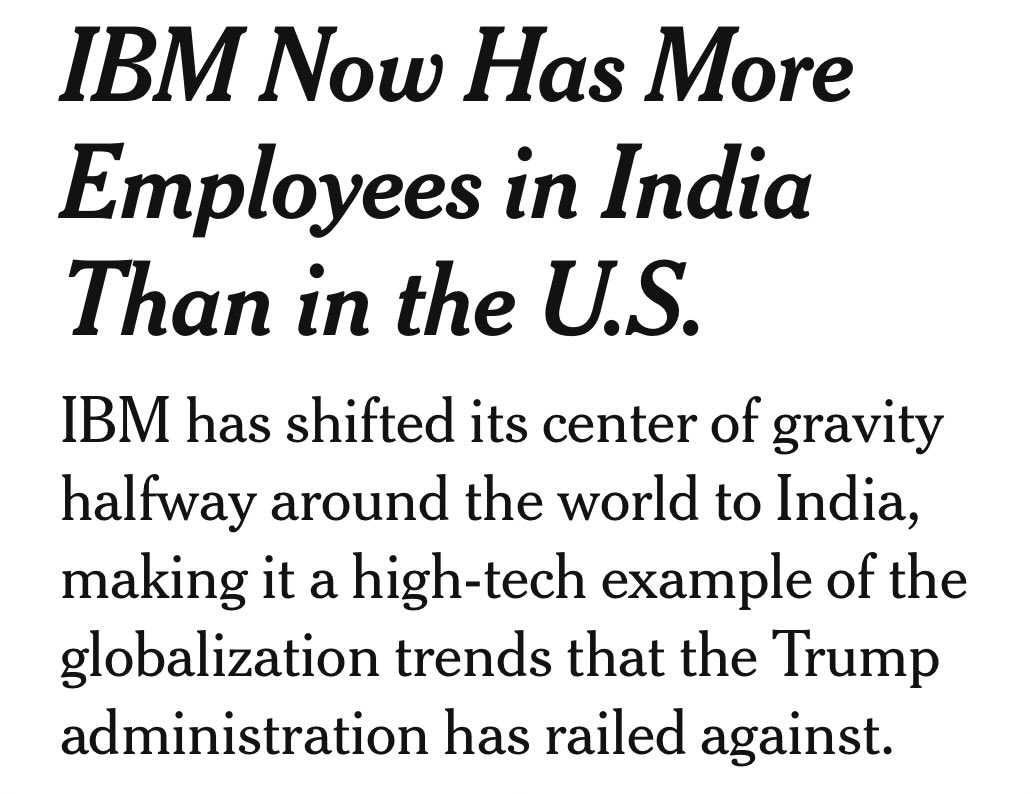 IBM Now Has More
Employees in India
Than in the U.S.
IBM has shifted its center of gravity
halfway around the world to India,
making it a high-tech example of the
globalization trends that the Trump
administration has railed against.